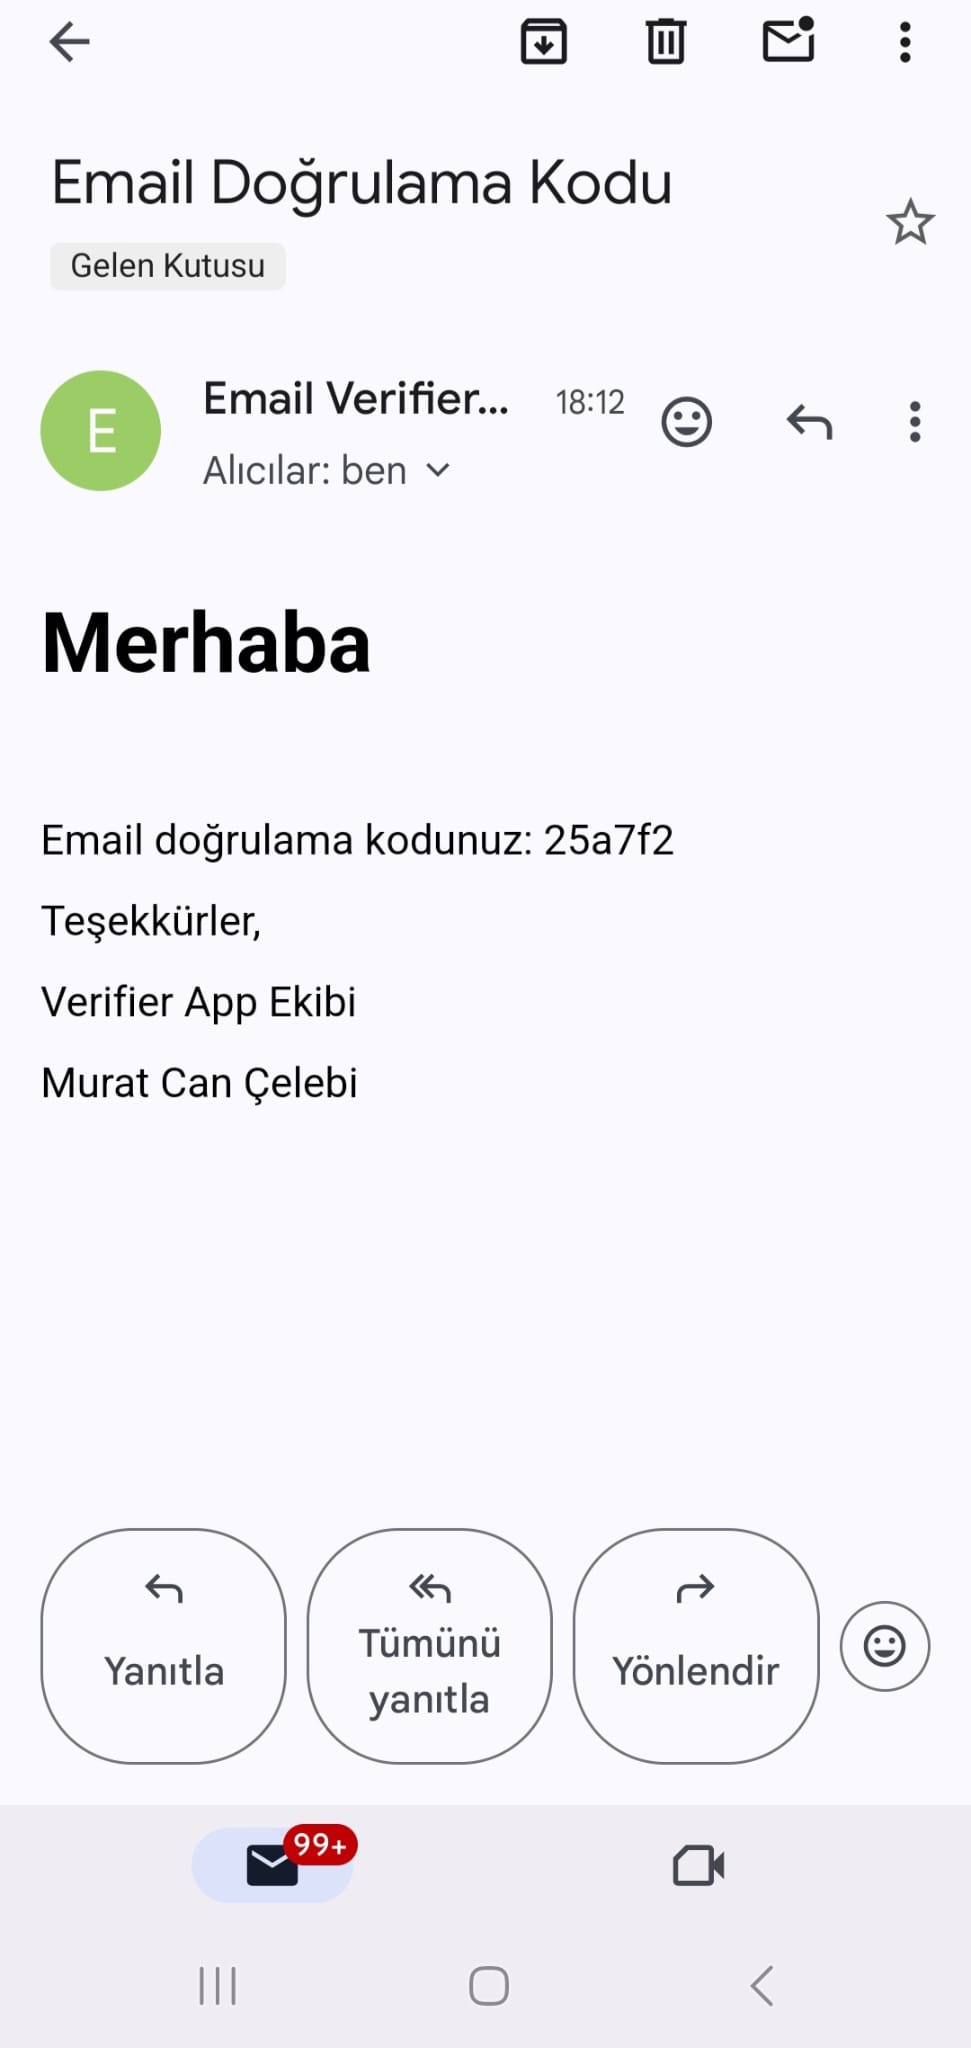 Email Doğrulama Kodu
Gelen Kutusu
E
Email Verifier... 18:12
Alıcılar: ben
Merhaba
Email doğrulama kodunuz: 25a7f2
Teşekkürler,
Verifier App Ekibi
Murat Can Çelebi
Yanıtla
Tümünü
yanıtla
Yönlendir
99+